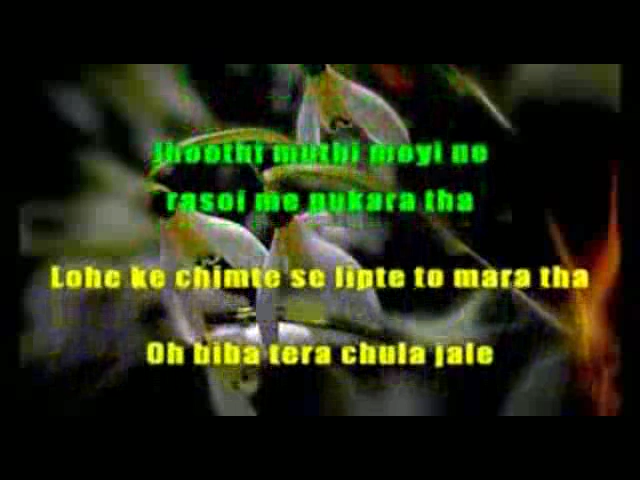 Jhoothi muthi moyi ne
rasoi me pukara tha
Lohe ke chimte se lipte to mara tha
Oh biba tera chula jale